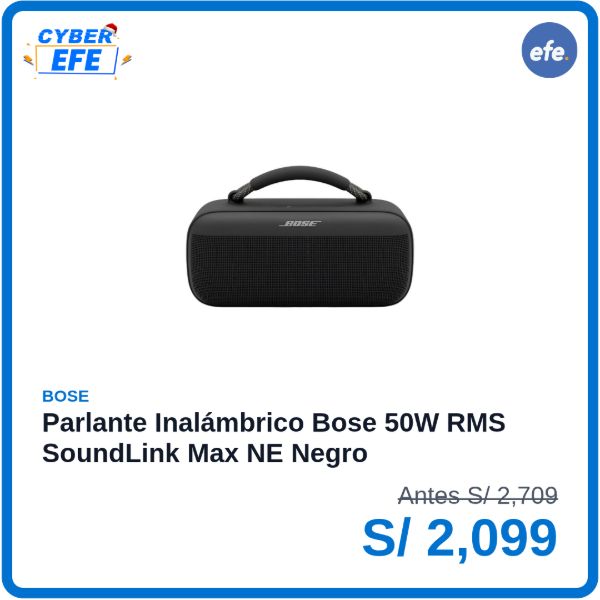 CYBER
EFE
efe.
BOSE
BOSE
Parlante Inalámbrico Bose 50W RMS
SoundLink Max NE Negro
Antes S/ 2,709
S/ 2,099